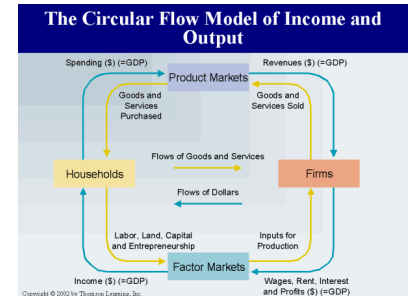 The Circular Flow Model of Income and
Output
Spending ($) (=GDP)
Revenues ($) (=GDP)
Product Markets
Goods and
Services
Purchased
Goods and
Services Sold
Flows of Goods and Services
Households
Firms
Flows of Dollars
Labor, Land, Capital
and Entrepreneurship
Inputs for
Production
Factor Markets
Income ($) (=GDP)
Wages, Rent, Interest
and Profits ($) (=GDP)
Copyright © 2002 by Thomson Learning, Inc.